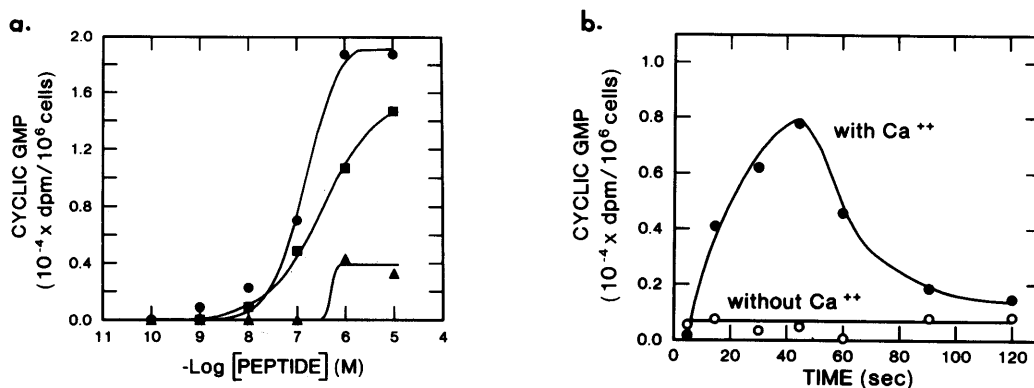 a.
CYCLIC GMP
(10⁻⁴ x dpm/10⁶ cells)
2.0
1.6
1.2
0.8
0.4
0.0
11 10 9 8 7 6 5 4
-Log [PEPTIDE] (M)
b.
CYCLIC GMP
(10⁻⁴ x dpm/10⁶ cells)
1.0
0.8
0.6
0.4
0.2
0.0
with Ca⁺⁺
without Ca⁺⁺
0 20 40 60 80 100 120
TIME (sec)